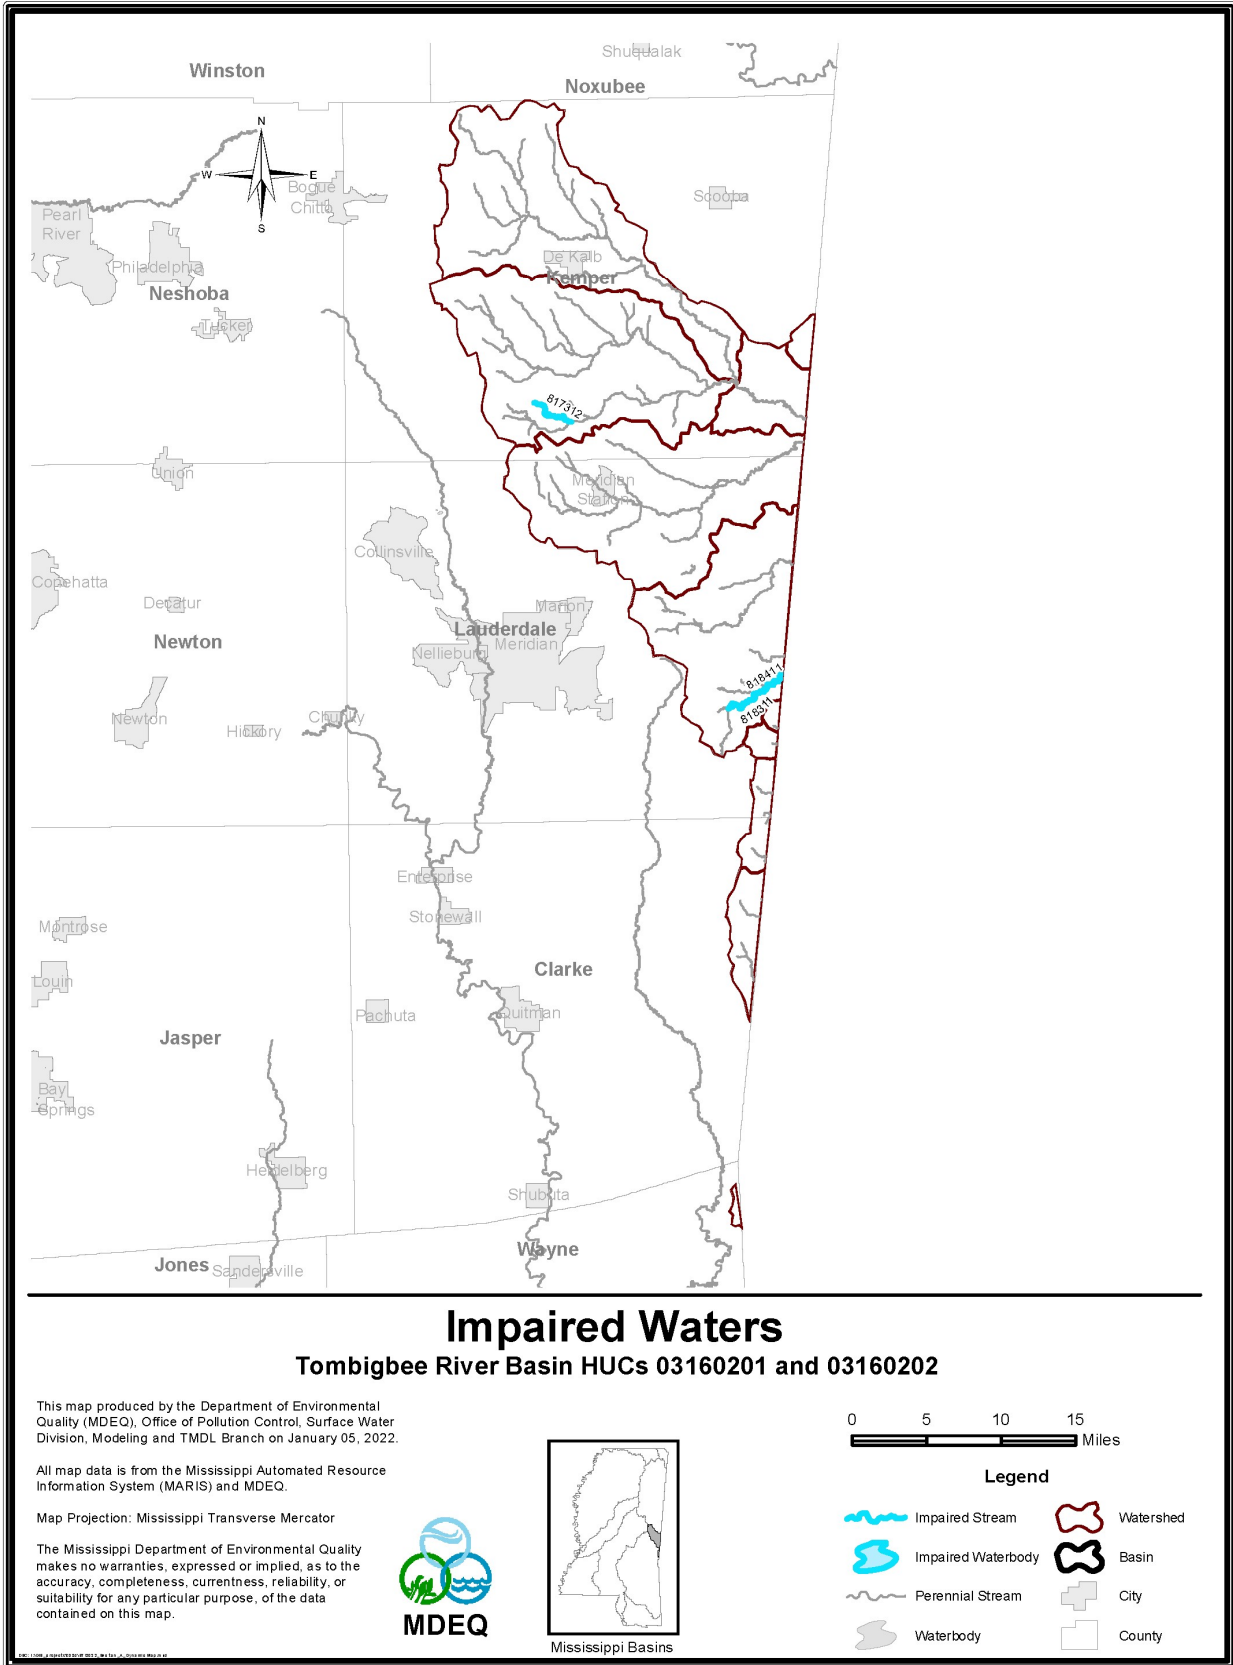 Shuqualak
Winston
Noxubee
N
W
E
S
Bogue
Chitto
Scooba
Pearl
River
Philadelphia
De Kalb
Kemper
Neshoba
Tucker
817312
Union
Meridian
Station
Collinsville
Copehatta
Decatur
Marion
Lauderdale
Newton
Meridian
Nellieburg
818411
818311
Newton
Chunky
Hickory
Enterprise
Stonewall
Montrose
Clarke
Louin
Pachuta
Quitman
Jasper
Bay
Springs
Heidelberg
Shubuta
Wayne
Jones
Sandersville
Impaired Waters
Tombigbee River Basin HUCs 03160201 and 03160202
This map produced by the Department of Environmental
Quality (MDEQ), Office of Pollution Control, Surface Water
Division, Modeling and TMDL Branch on January 05, 2022.
All map data is from the Mississippi Automated Resource
Information System (MARIS) and MDEQ.
Map Projection: Mississippi Transverse Mercator
The Mississippi Department of Environmental Quality
makes no warranties, expressed or implied, as to the
accuracy, completeness, currentness, reliability, or
suitability for any particular purpose, of the data
contained on this map.
MDEQ
Mississippi Basins
0 5 10 15
Miles
Legend
Impaired Stream
Watershed
Impaired Waterbody
Basin
Perennial Stream
City
Waterbody
County